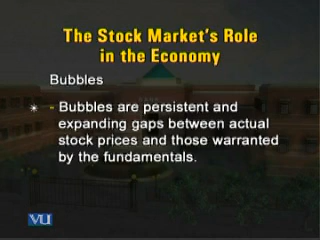 The Stock Market's Role
in the Economy
Bubbles
- Bubbles are persistent and
expanding gaps between actual
stock prices and those warranted
by the fundamentals.
VU